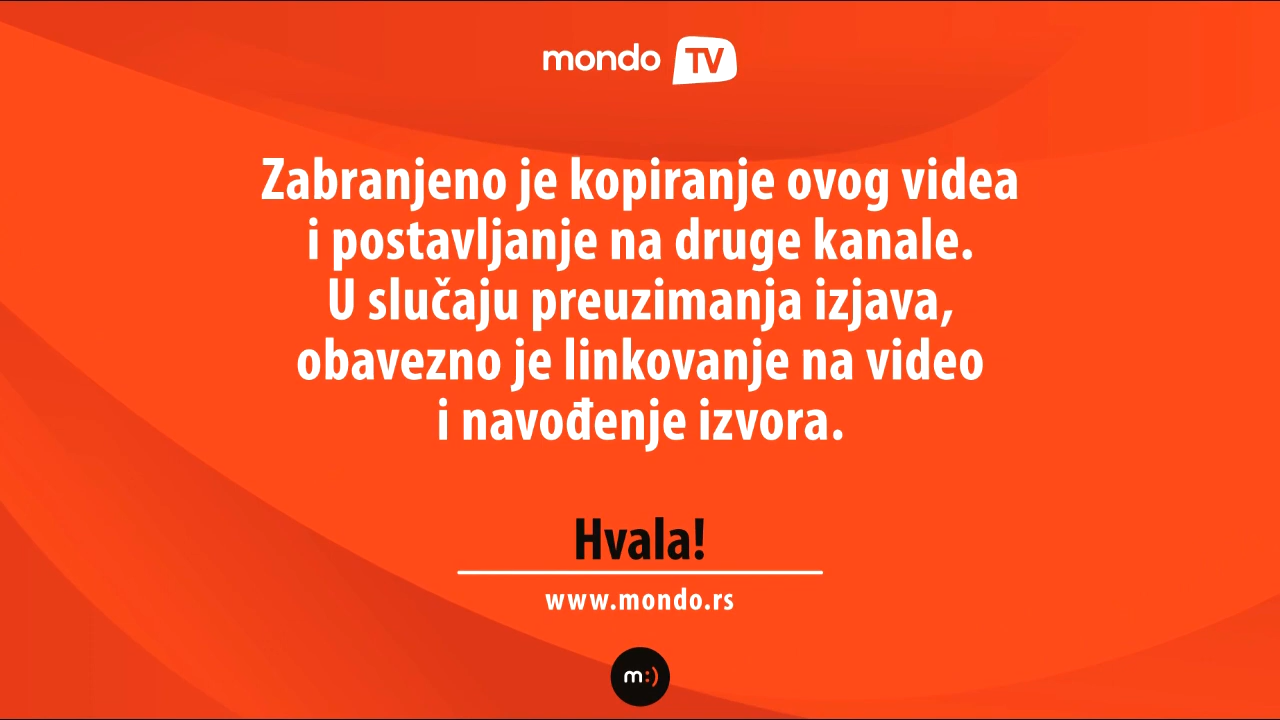 mondo TV
Zabranjeno je kopiranje ovog videa
i postavljanje na druge kanale.
U slučaju preuzimanja izjava,
obavezno je linkovanje na video
i navođenje izvora.
Hvala!
www.mondo.rs
m:)